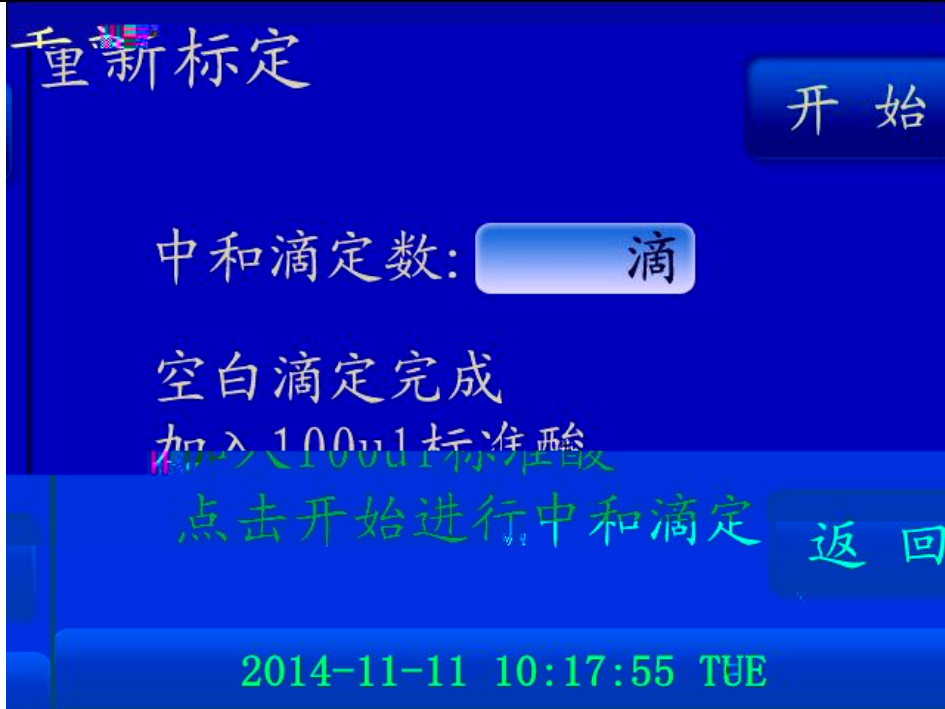 重新标定
开 始
中和滴定数: 滴
空白滴定完成
加入100ul标准酸
点击开始进行中和滴定
返 回
2014-11-11 10:17:55 TUE